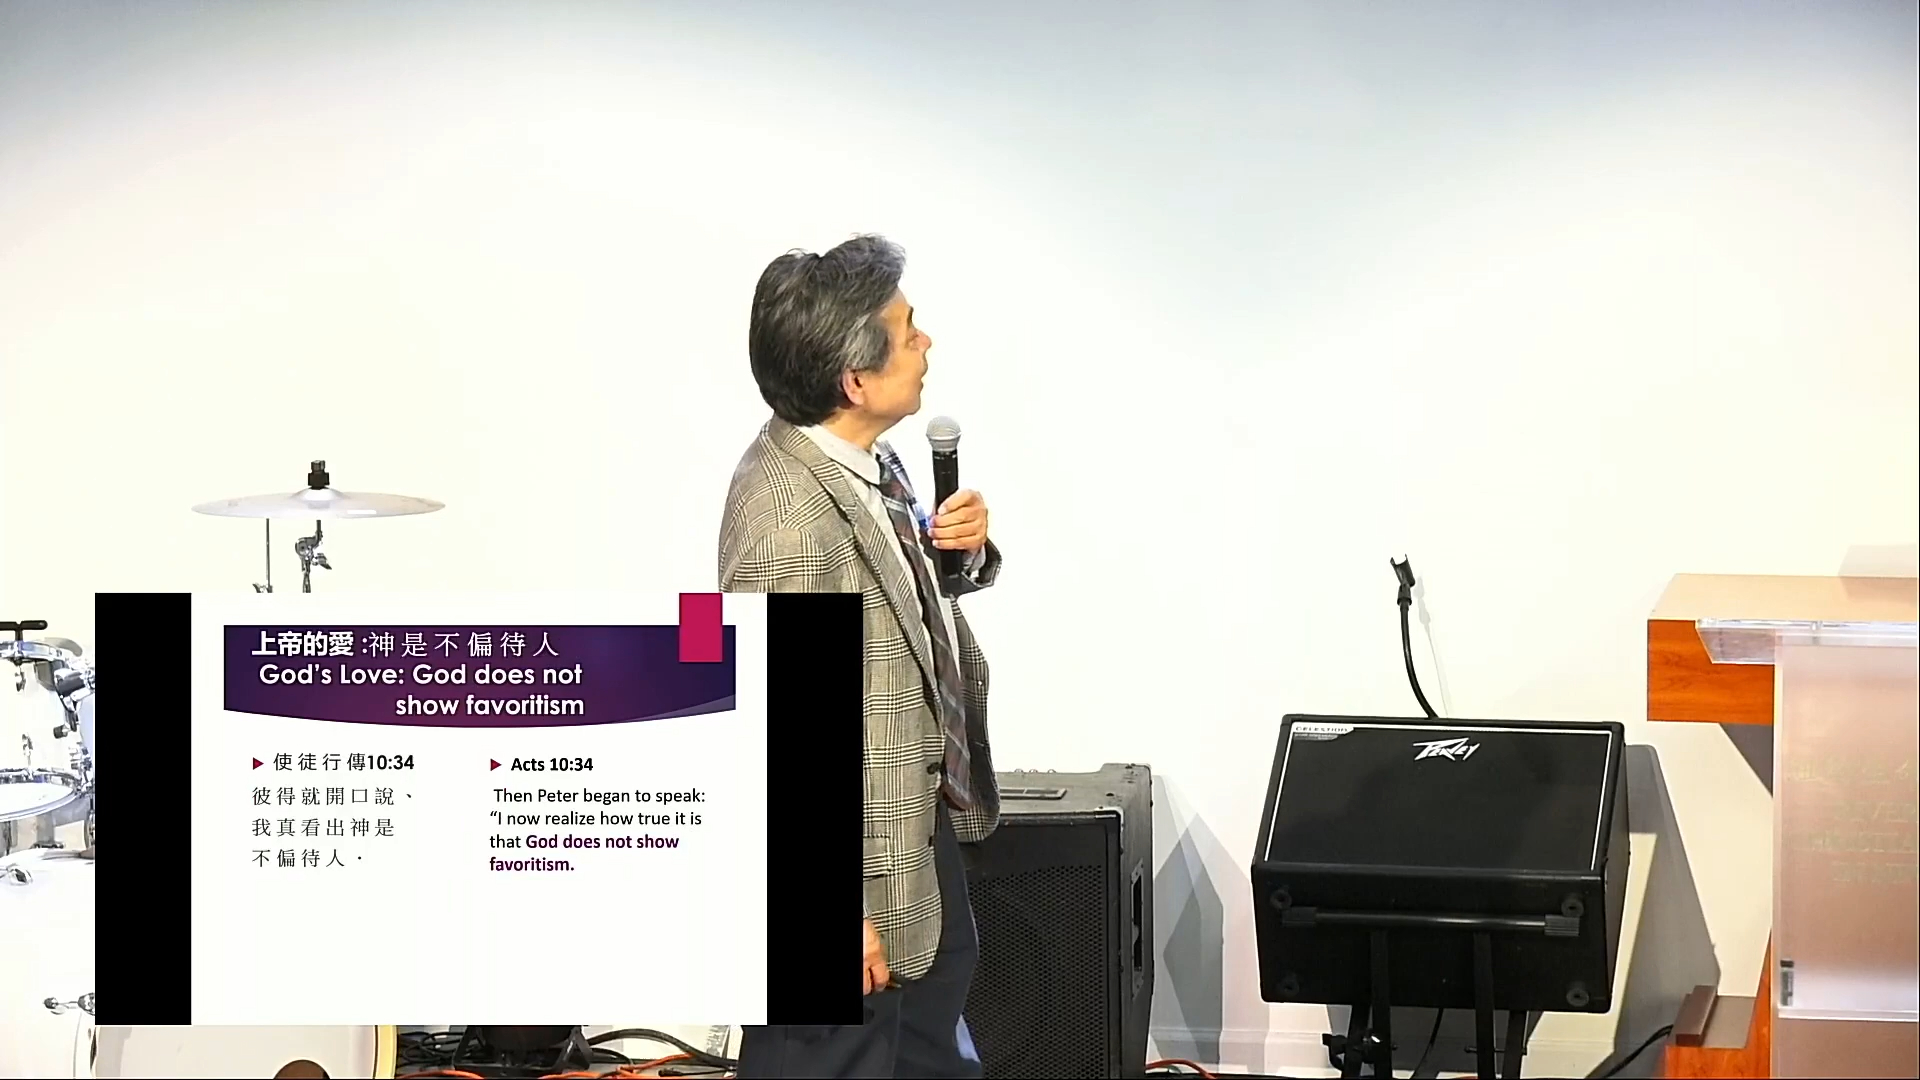 上帝的愛 :神是不偏待人
God's Love: God does not
show favoritism
使徒行傳10:34
彼得就開口說、
我真看出神是
不偏待人．
Acts 10:34
Then Peter began to speak:
“I now realize how true it is
that God does not show
favoritism.
CELESTION
PEAVEY